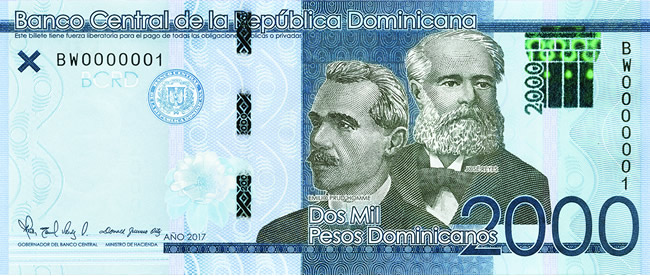 Banco Central de la República Dominicana
Este billete tiene fuerza liberatoria para el pago de todas las obligaciones públicas o privadas
BW0000001
BCRD
2000
BW0000001
EMILIO PRUD'HOMME
JOSÉ REYES
Dos Mil
Pesos Dominicanos
2000
GOBERNADOR DEL BANCO CENTRAL
MINISTRO DE HACIENDA
AÑO 2017